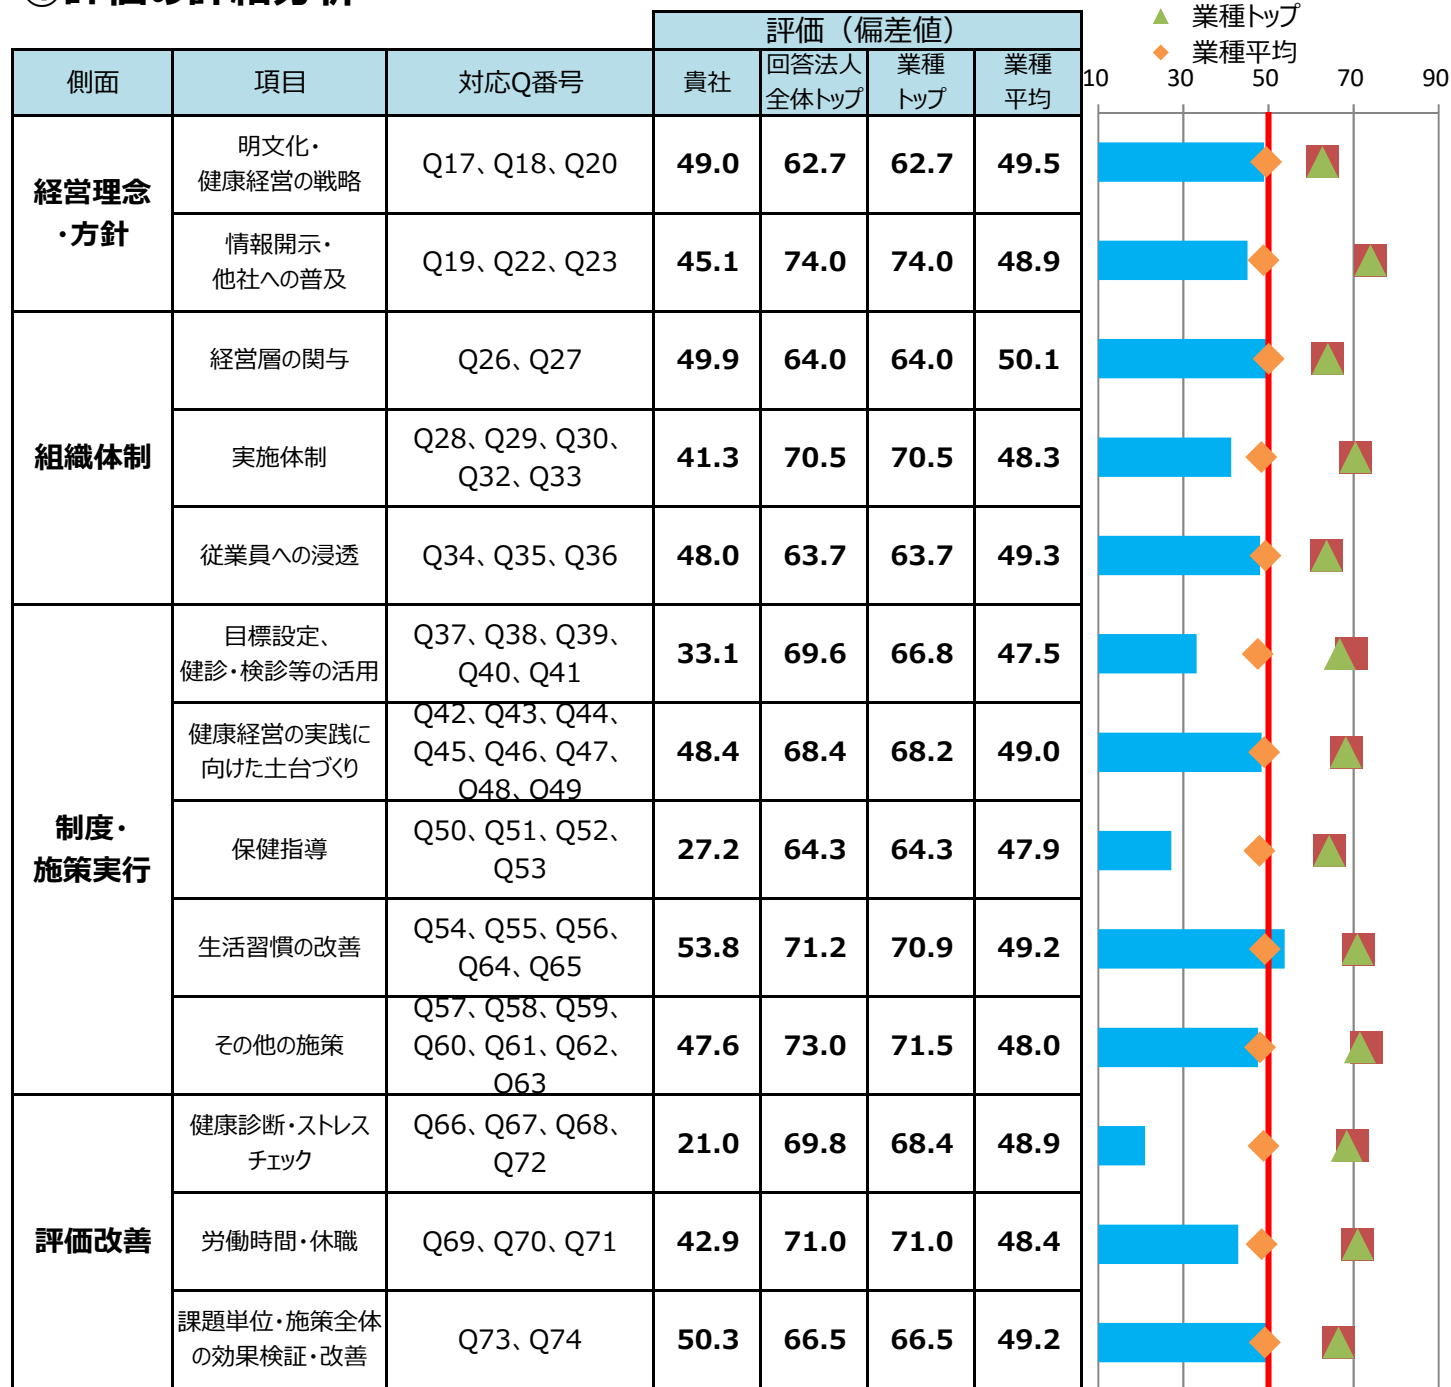 評価（偏差値）
▲ 業種トップ
◆ 業種平均
側面 項目 対応Q番号 貴社 回答法人 業種 業種
全体トップ トップ 平均
10 30 50 70 90
経営理念
・方針
明文化・
健康経営の戦略
Q17、Q18、Q20 49.0 62.7 62.7 49.5
情報開示・
他社への普及
Q19、Q22、Q23 45.1 74.0 74.0 48.9
組織体制
経営層の関与 Q26、Q27 49.9 64.0 64.0 50.1
実施体制
Q28、Q29、Q30、
Q32、Q33
41.3 70.5 70.5 48.3
従業員への浸透 Q34、Q35、Q36 48.0 63.7 63.7 49.3
制度・
施策実行
目標設定、
健診・検診等の活用
Q37、Q38、Q39、
Q40、Q41
33.1 69.6 66.8 47.5
健康経営の実践に
向けた土台づくり
Q42、Q43、Q44、
Q45、Q46、Q47、
Q48、Q49
48.4 68.4 68.2 49.0
保健指導
Q50、Q51、Q52、
Q53
27.2 64.3 64.3 47.9
生活習慣の改善
Q54、Q55、Q56、
Q64、Q65
53.8 71.2 70.9 49.2
その他の施策
Q57、Q58、Q59、
Q60、Q61、Q62、
Q63
47.6 73.0 71.5 48.0
評価改善
健康診断・ストレス
チェック
Q66、Q67、Q68、
Q72
21.0 69.8 68.4 48.9
労働時間・休職 Q69、Q70、Q71 42.9 71.0 71.0 48.4
課題単位・施策全体
の効果検証・改善
Q73、Q74 50.3 66.5 66.5 49.2